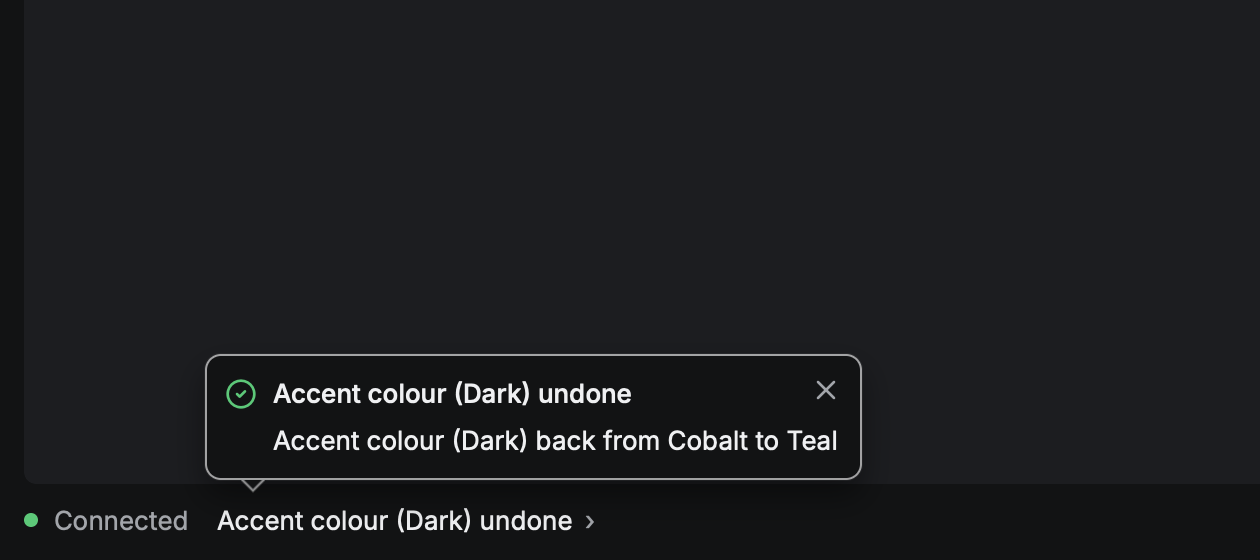 Accent colour (Dark) undone
Accent colour (Dark) back from Cobalt to Teal
Connected Accent colour (Dark) undone ›